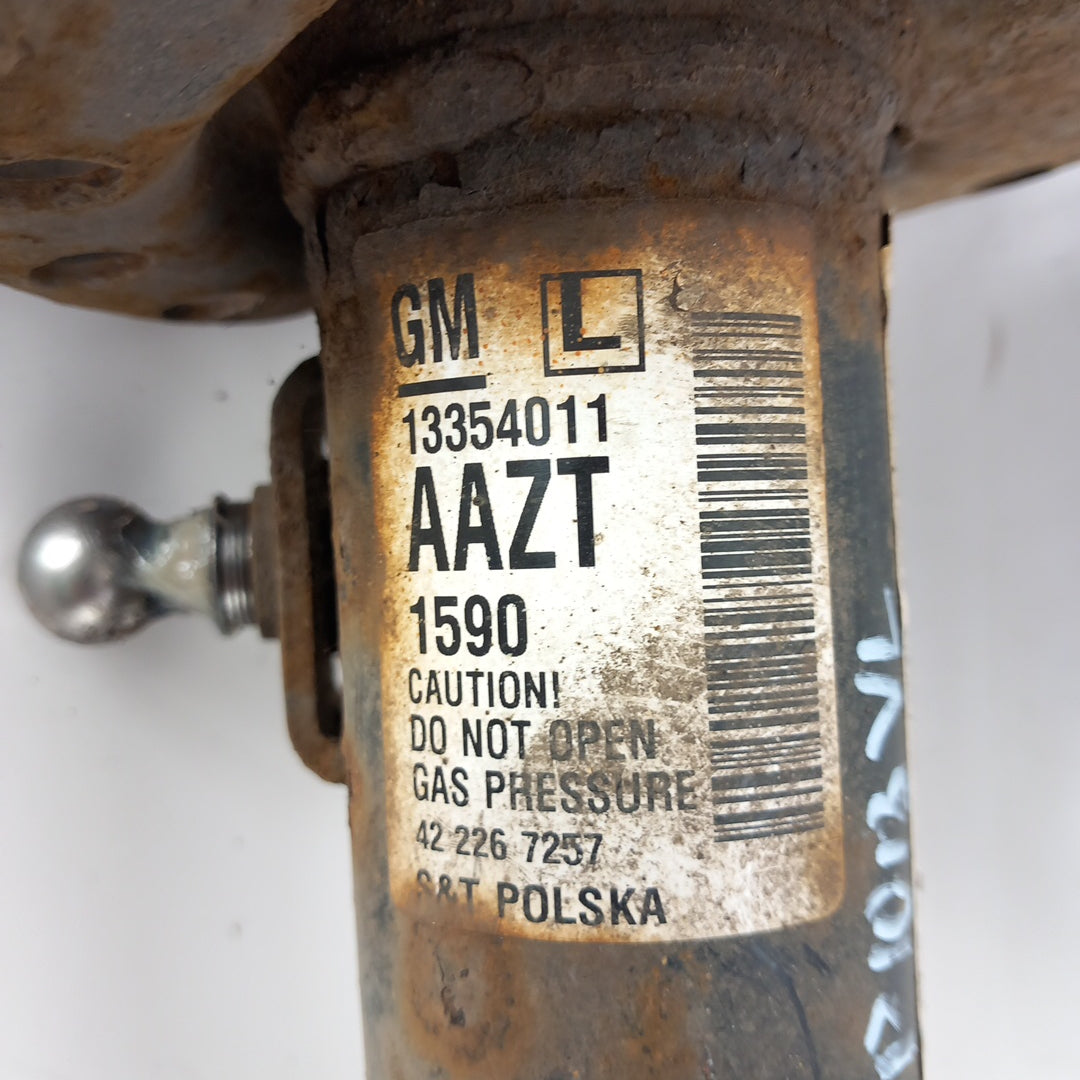 GM L
13354011
AAZT
1590
CAUTION!
DO NOT OPEN
GAS PRESSURE
42 226 7257
S&T POLSKA